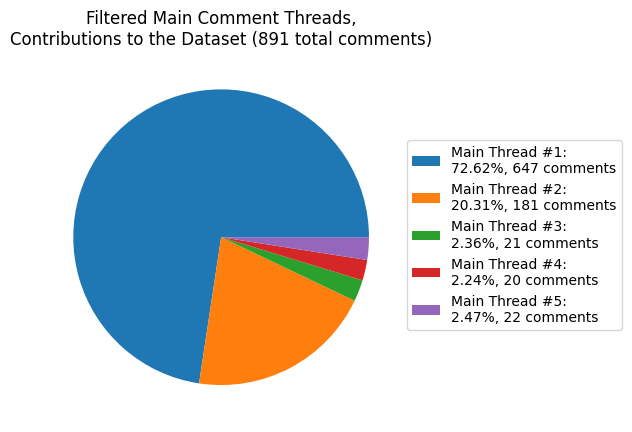 Filtered Main Comment Threads,
Contributions to the Dataset (891 total comments)
Main Thread #1:
72.62%, 647 comments
Main Thread #2:
20.31%, 181 comments
Main Thread #3:
2.36%, 21 comments
Main Thread #4:
2.24%, 20 comments
Main Thread #5:
2.47%, 22 comments